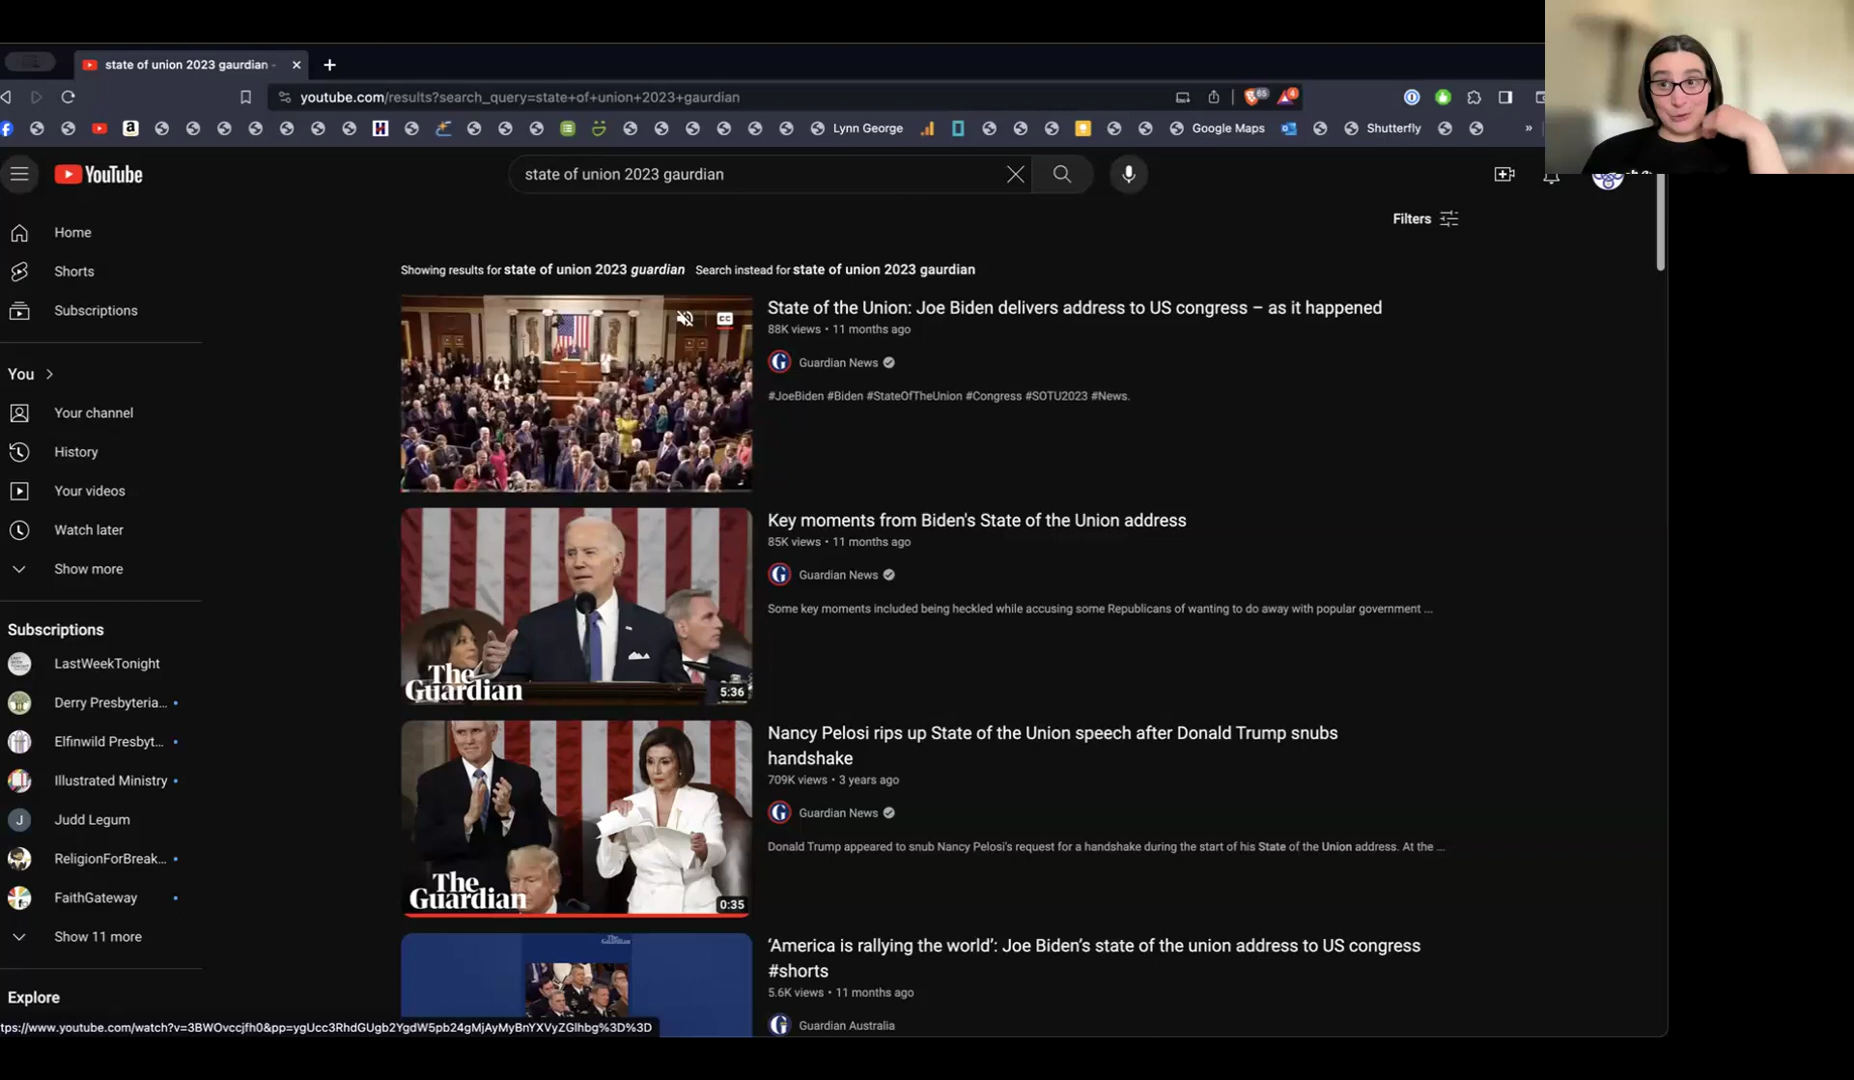 state of union 2023 gaurdian -
youtube.com/results?search_query=state+of+union+2023+gaurdian
65
4
Lynn George
Google Maps
Shutterfly
»
YouTube
state of union 2023 gaurdian
Filters
Home
Shorts
Subscriptions
You
Your channel
History
Your videos
Watch later
Show more
Subscriptions
LastWeekTonight
Derry Presbyteria...
Elfinwild Presbyt...
Illustrated Ministry
J
Judd Legum
ReligionForBreak...
FaithGateway
Show 11 more
Explore
Showing results for state of union 2023 guardian Search instead for state of union 2023 gaurdian
CC
State of the Union: Joe Biden delivers address to US congress – as it happened
88K views • 11 months ago
G Guardian News
#JoeBiden #Biden #StateOfTheUnion #Congress #SOTU2023 #News.
The
Guardian
5:36
Key moments from Biden's State of the Union address
85K views • 11 months ago
G Guardian News
Some key moments included being heckled while accusing some Republicans of wanting to do away with popular government ...
The
Guardian
0:35
Nancy Pelosi rips up State of the Union speech after Donald Trump snubs
handshake
709K views • 3 years ago
G Guardian News
Donald Trump appeared to snub Nancy Pelosi's request for a handshake during the start of his State of the Union address. At the ...
The Guardian
‘America is rallying the world’: Joe Biden’s state of the union address to US congress
#shorts
5.6K views • 11 months ago
G Guardian Australia
tps://www.youtube.com/watch?v=3BWOvccjfh0&pp=ygUcc3RhdGUgb2YgdW5pb24gMjAyMyBnYXVyZGlhbg%3D%3D